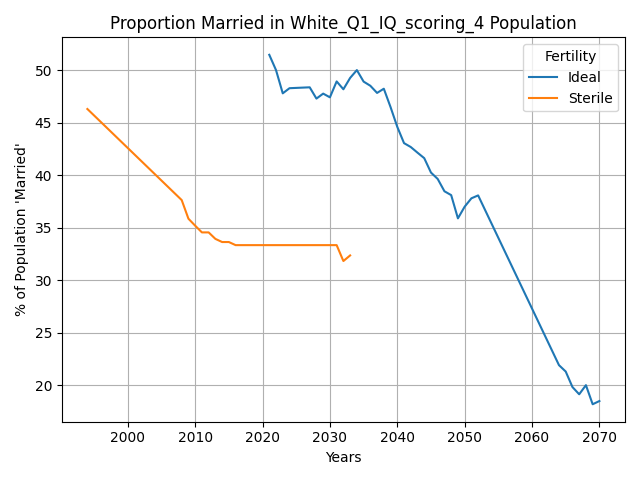 Proportion Married in White_Q1_IQ_scoring_4 Population
% of Population 'Married'
50
45
40
35
30
25
20
Fertility
Ideal
Sterile
2000 2010 2020 2030 2040 2050 2060 2070
Years